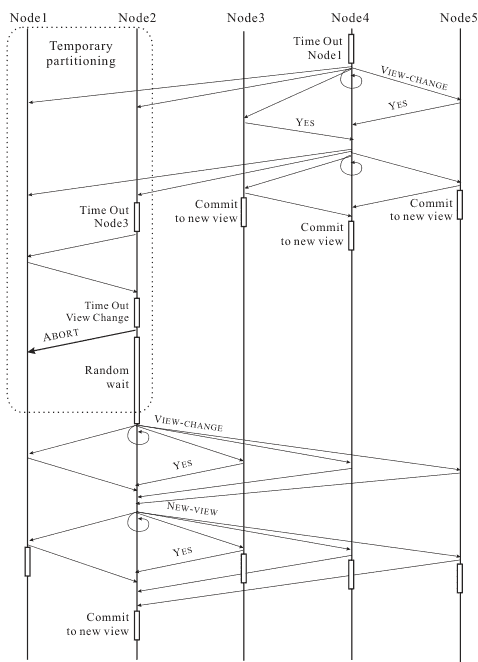 Node1 Node2 Node3 Node4 Node5
Temporary
partitioning
Time Out
Node1
VIEW-CHANGE
YES
YES
Time Out
Node3
Commit
to new view
Commit
to new view
Commit
to new view
Time Out
View Change
ABORT
Random
wait
VIEW-CHANGE
YES
NEW-VIEW
YES
Commit
to new view